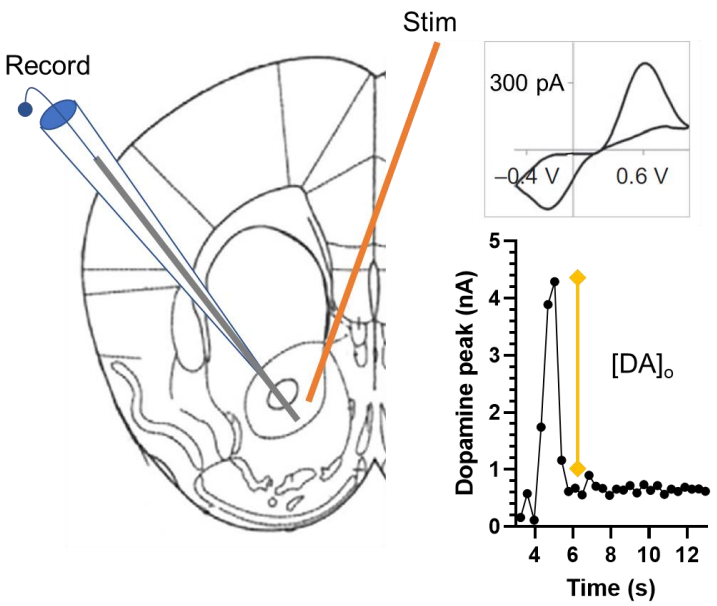 Stim
Record
300 pA
–0.4 V
0.6 V
Dopamine peak (nA)
5
4
3
2
1
0
[DA]ₒ
4 6 8 10 12
Time (s)